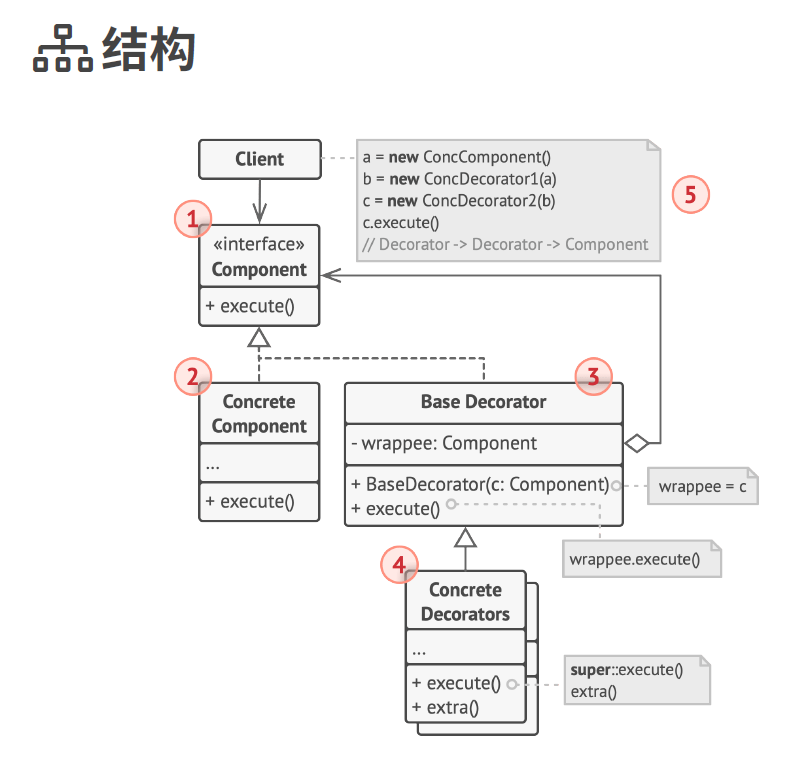 结构
Client
a = new ConcComponent()
b = new ConcDecorator1(a)
c = new ConcDecorator2(b)
c.execute()
// Decorator -> Decorator -> Component
5
1
«interface»
Component
+ execute()
2
Concrete
Component
...
+ execute()
3
Base Decorator
- wrappee: Component
+ BaseDecorator(c: Component)
+ execute()
wrappee = c
wrappee.execute()
4
Concrete
Decorators
...
+ execute()
+ extra()
super::execute()
extra()